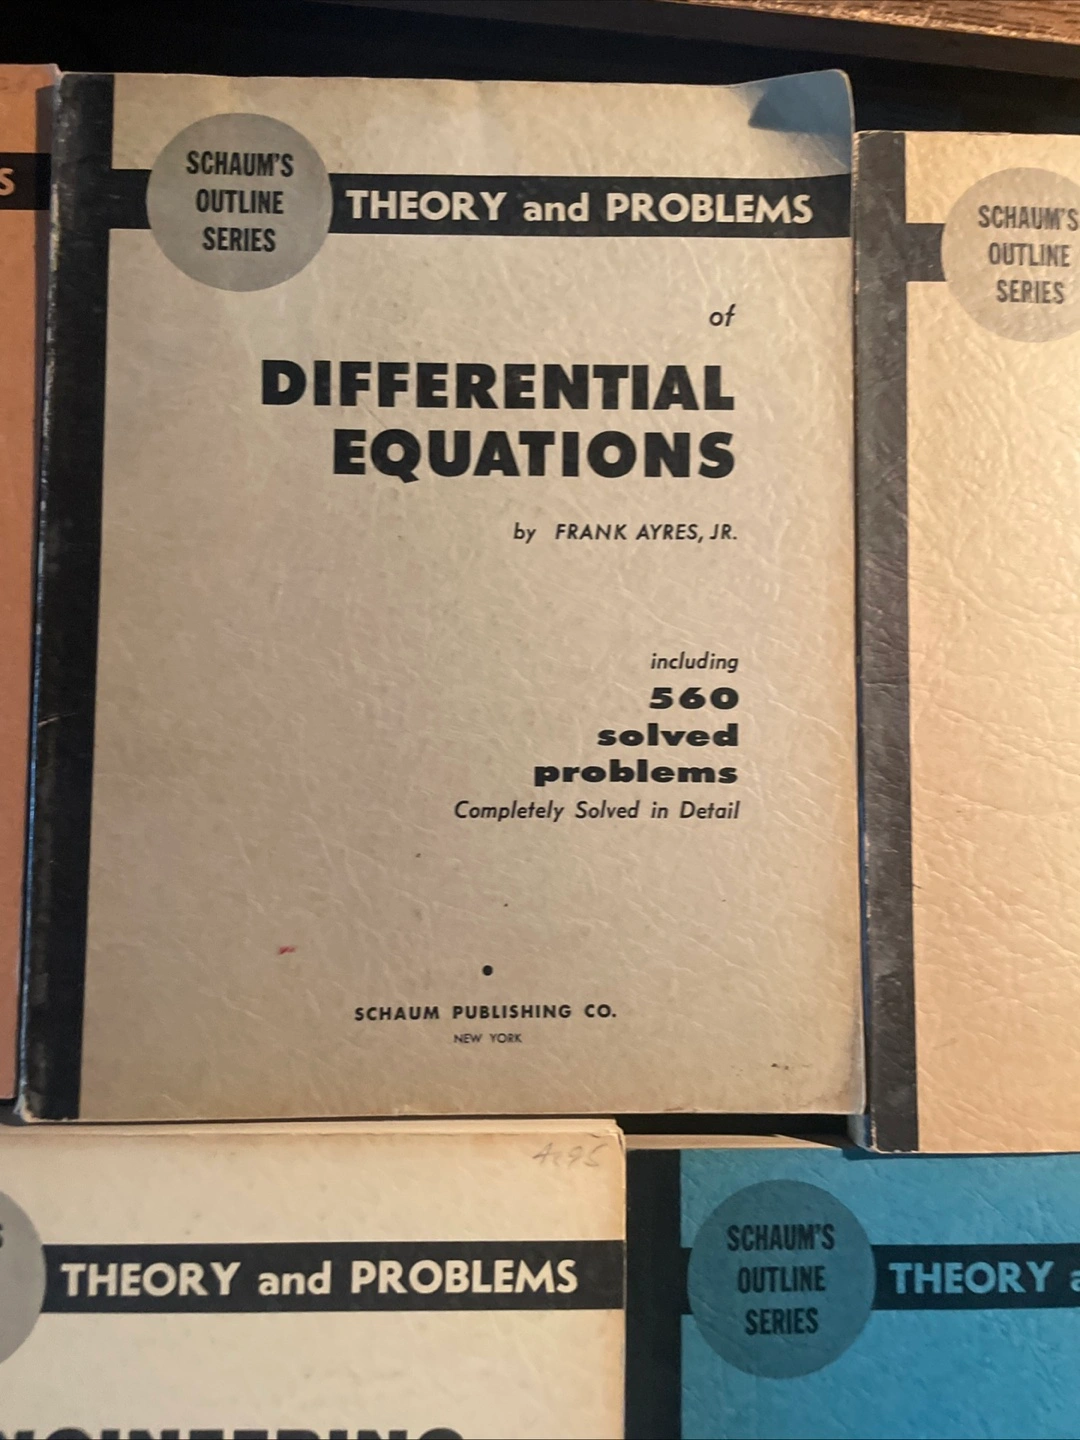 S
SCHAUM'S
OUTLINE
SERIES
THEORY and PROBLEMS
of
DIFFERENTIAL
EQUATIONS
by FRANK AYRES, JR.
including
560
solved
problems
Completely Solved in Detail
SCHAUM PUBLISHING CO.
NEW YORK
SCHAUM'S
OUTLINE
SERIES
THEORY and PROBLEMS
SCHAUM'S
OUTLINE
SERIES
THEORY